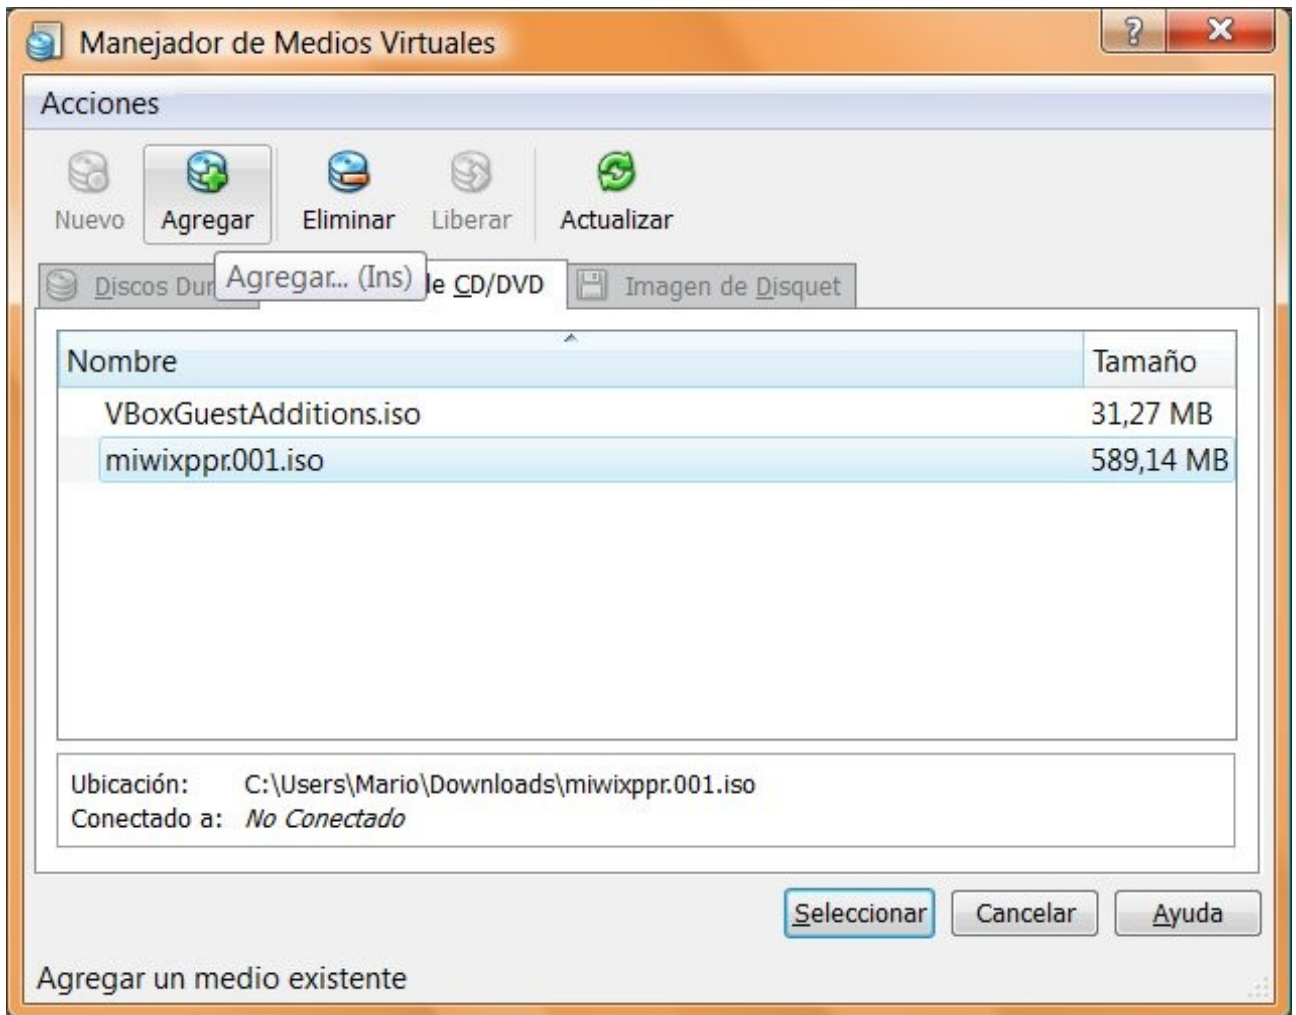 Manejador de Medios Virtuales
Acciones
Nuevo Agregar Eliminar Liberar Actualizar
Agregar... (Ins)
Discos CD/DVD Imagen de Disquet
Nombre Tamaño
VBoxGuestAdditions.iso 31,27 MB
miwixppr.001.iso 589,14 MB
Ubicación: C:\Users\Mario\Downloads\miwixppr.001.iso
Conectado a: No Conectado
Seleccionar Cancelar Ayuda
Agregar un medio existente